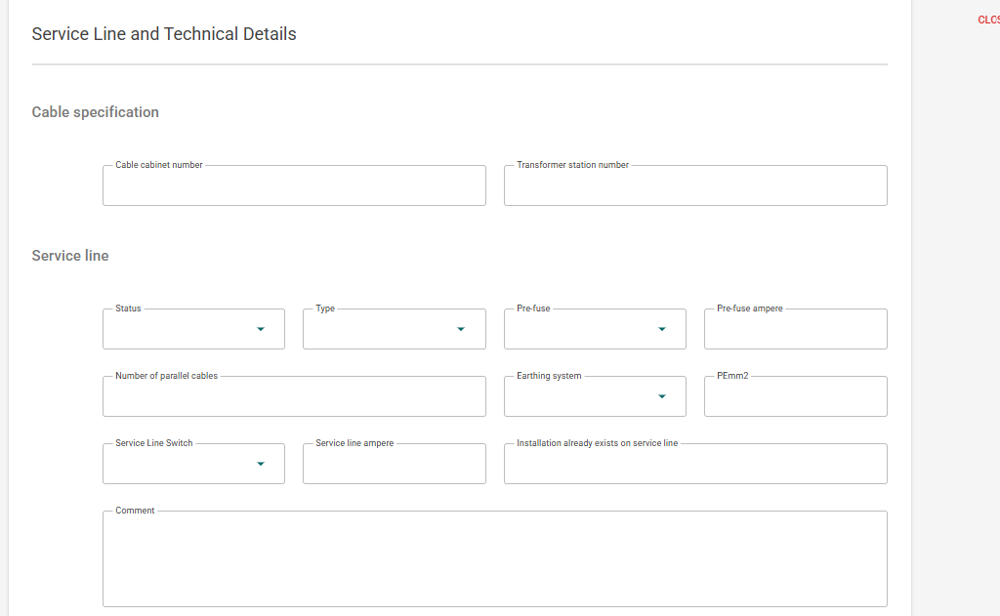 Service Line and Technical Details
CLOS
Cable specification
Cable cabinet number
Transformer station number
Service line
Status
Type
Pre-fuse
Pre-fuse ampere
Number of parallel cables
Earthing system
PEmm2
Service Line Switch
Service line ampere
Installation already exists on service line
Comment